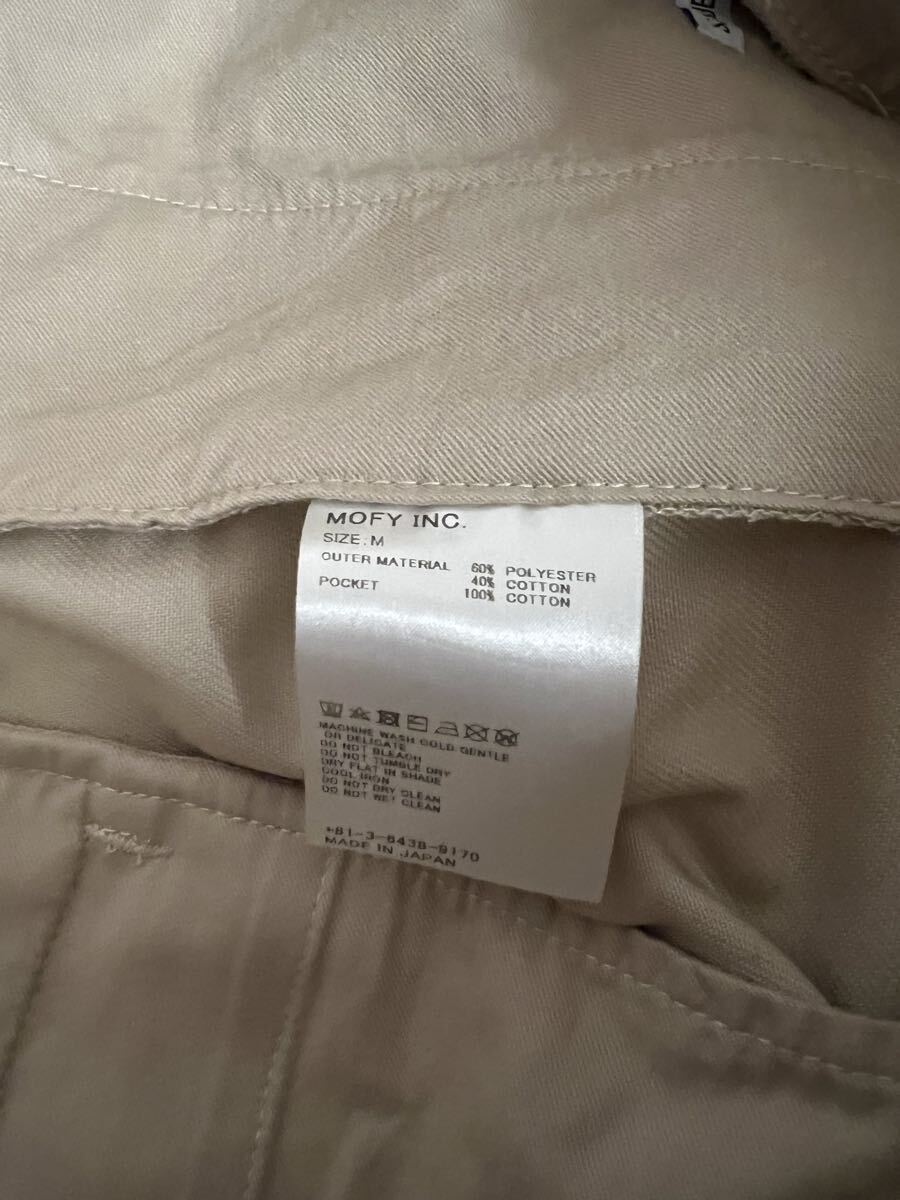 MOFY INC.
SIZE: M
OUTER MATERIAL 60% POLYESTER
40% COTTON
POCKET 100% COTTON
MACHINE WASH COLD GENTLE
OR DELICATE
DO NOT BLEACH
DO NOT TUMBLE DRY
DRY FLAT IN SHADE
COOL IRON
DO NOT DRY CLEAN
DO NOT WET CLEAN
+81-3-6438-9170
MADE IN JAPAN